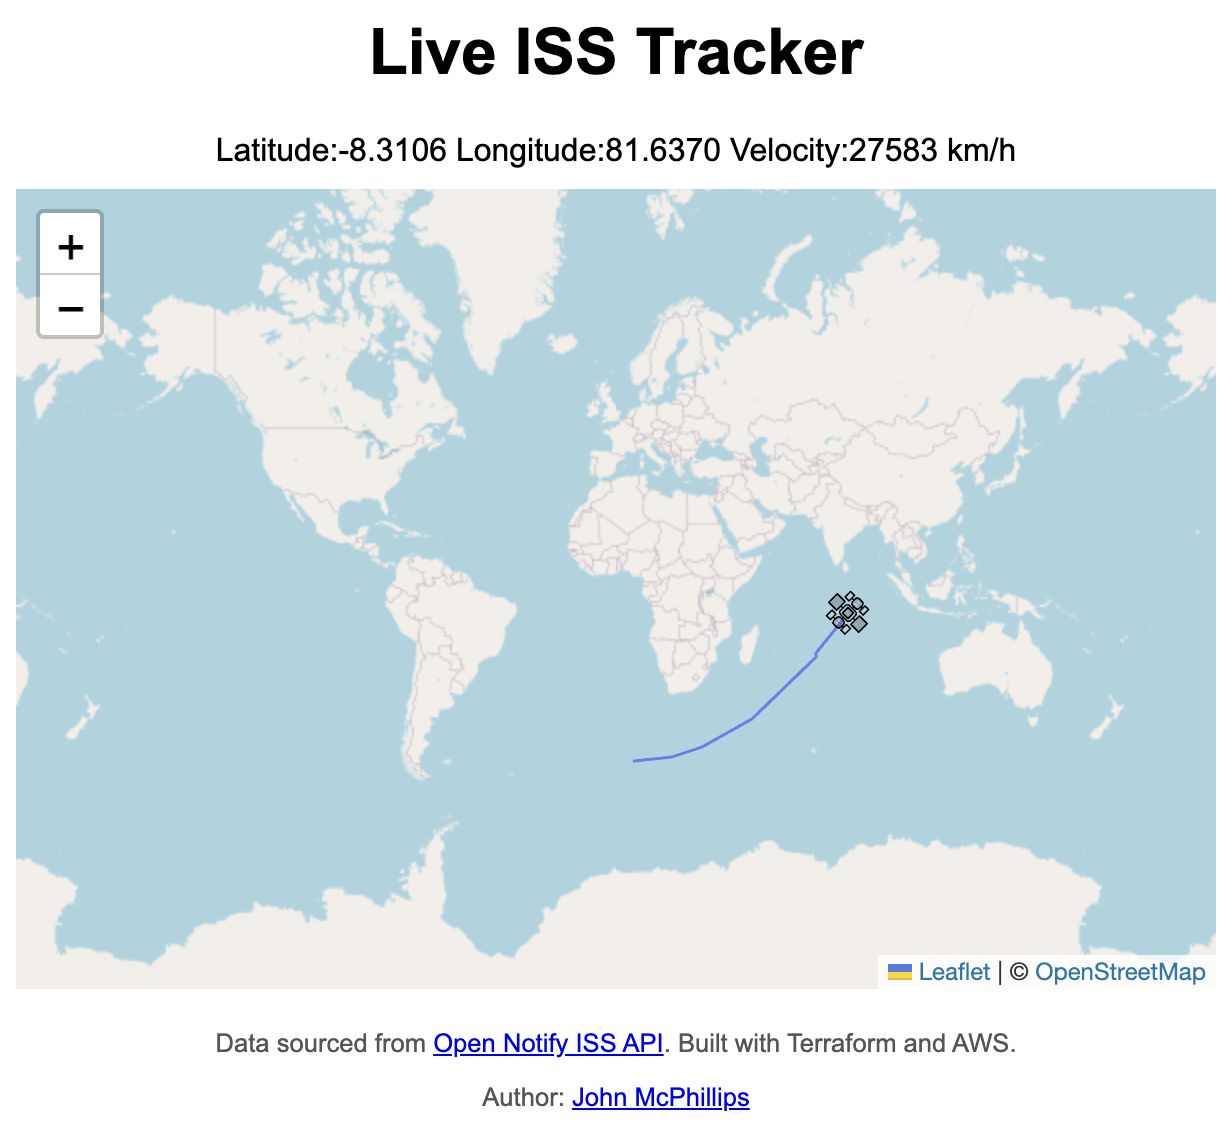 Live ISS Tracker
Latitude:-8.3106 Longitude:81.6370 Velocity:27583 km/h
+
−
Leaflet | © OpenStreetMap
Data sourced from Open Notify ISS API. Built with Terraform and AWS.
Author: John McPhillips